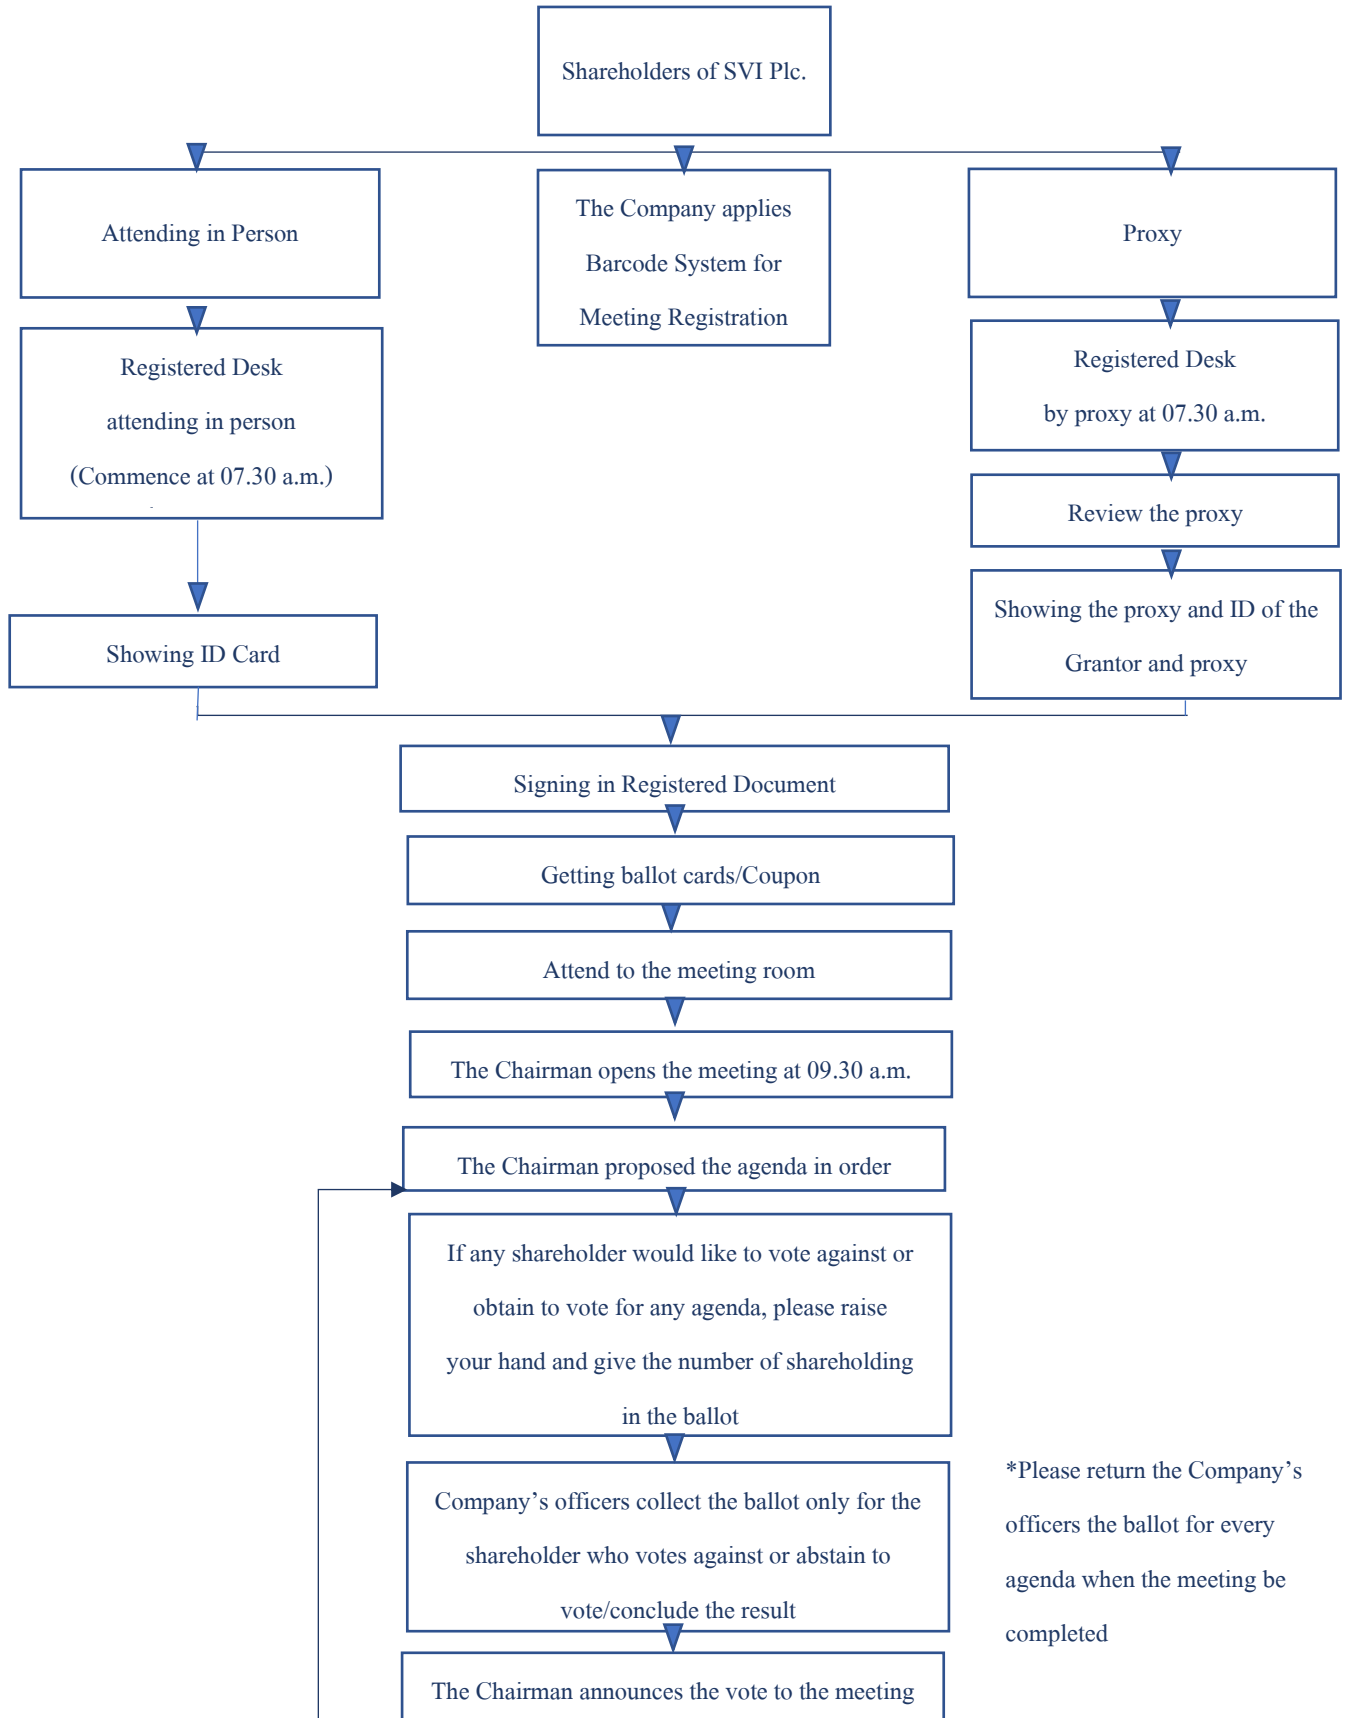 Shareholders of SVI Plc.
Attending in Person
The Company applies
Barcode System for
Meeting Registration
Proxy
Registered Desk
attending in person
(Commence at 07.30 a.m.)
Registered Desk
by proxy at 07.30 a.m.
Review the proxy
Showing ID Card
Showing the proxy and ID of the
Grantor and proxy
Signing in Registered Document
Getting ballot cards/Coupon
Attend to the meeting room
The Chairman opens the meeting at 09.30 a.m.
The Chairman proposed the agenda in order
If any shareholder would like to vote against or
obtain to vote for any agenda, please raise
your hand and give the number of shareholding
in the ballot
Company’s officers collect the ballot only for the
shareholder who votes against or abstain to
vote/conclude the result
*Please return the Company’s
officers the ballot for every
agenda when the meeting be
completed
The Chairman announces the vote to the meeting